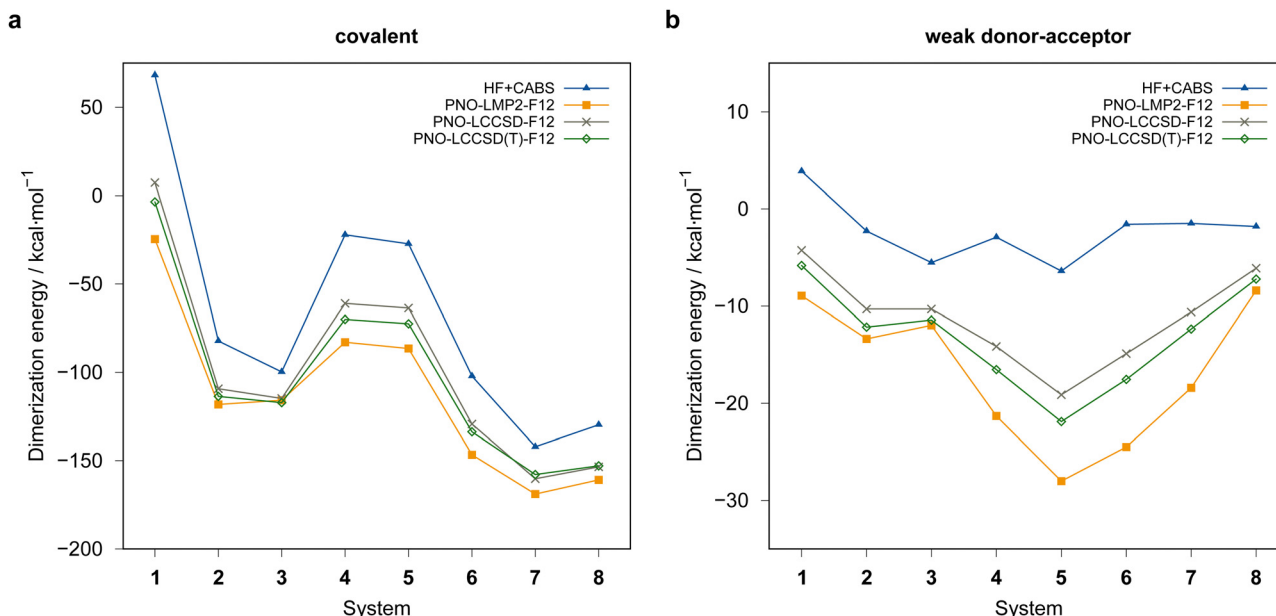 a
covalent
HF+CABS
PNO-LMP2-F12
PNO-LCCSD-F12
PNO-LCCSD(T)-F12
Dimerization energy / kcal·mol⁻¹
50
0
−50
−100
−150
−200
1 2 3 4 5 6 7 8
System
b
weak donor-acceptor
HF+CABS
PNO-LMP2-F12
PNO-LCCSD-F12
PNO-LCCSD(T)-F12
Dimerization energy / kcal·mol⁻¹
10
0
−10
−20
−30
1 2 3 4 5 6 7 8
System